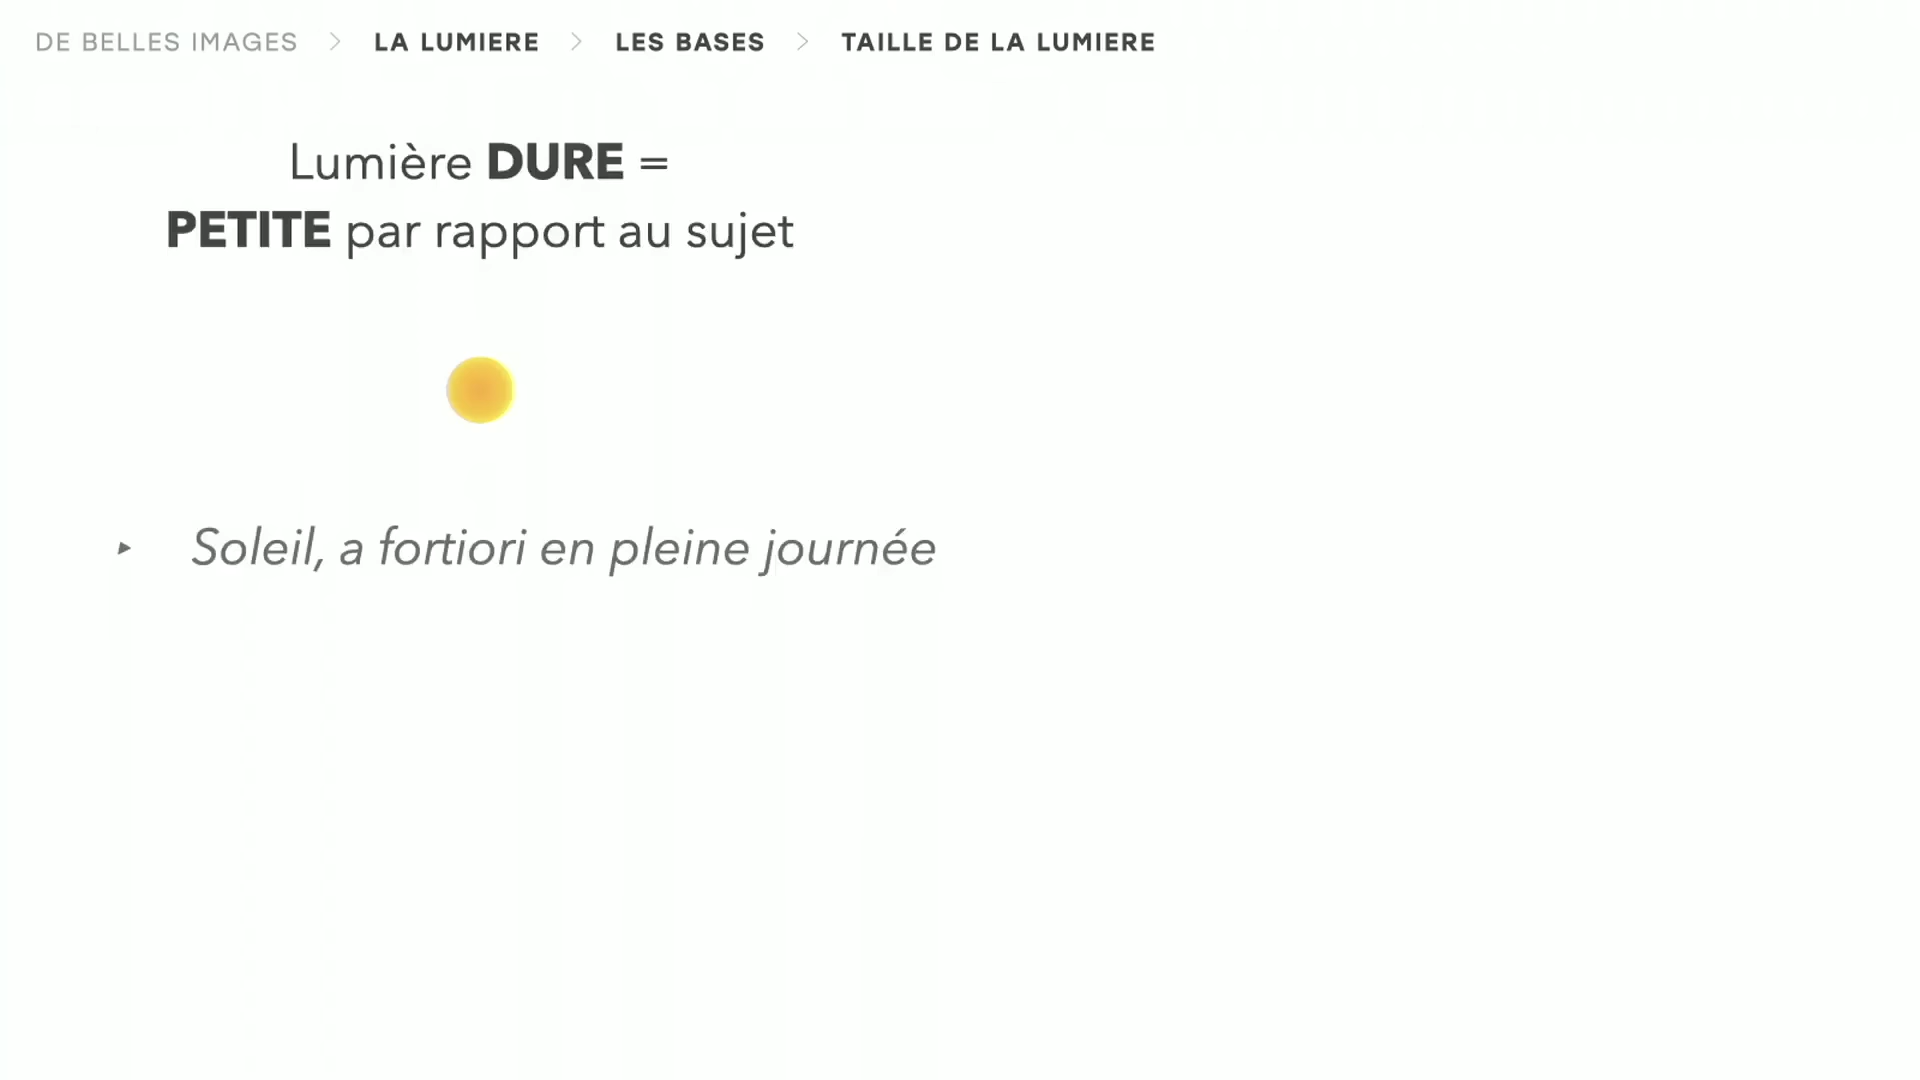 DE BELLES IMAGES > LA LUMIERE > LES BASES > TAILLE DE LA LUMIERE
Lumière DURE =
PETITE par rapport au sujet
‣ Soleil, a fortiori en pleine journée